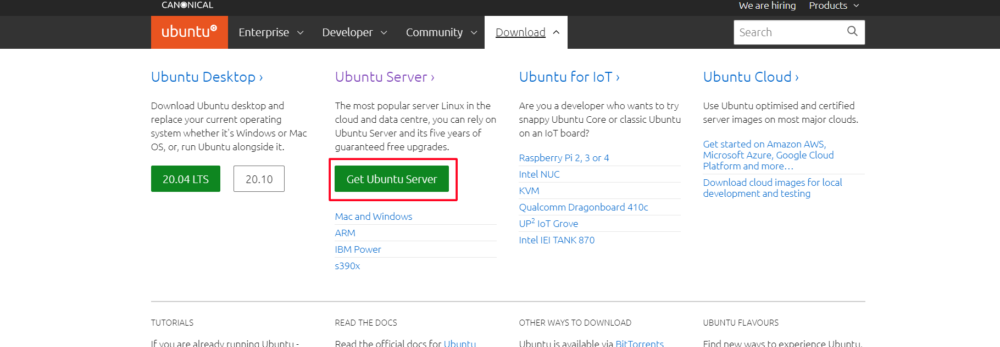 CANONICAL
We are hiring Products
ubuntu Enterprise Developer Community Download Search
Ubuntu Desktop ›
Download Ubuntu desktop and
replace your current operating
system whether it's Windows or Mac
OS, or, run Ubuntu alongside it.
20.04 LTS 20.10
Ubuntu Server ›
The most popular server Linux in the
cloud and data centre, you can rely on
Ubuntu Server and its five years of
guaranteed free upgrades.
Get Ubuntu Server
Mac and Windows
ARM
IBM Power
s390x
Ubuntu for IoT ›
Are you a developer who wants to try
snappy Ubuntu Core or classic Ubuntu
on an IoT board?
Raspberry Pi 2, 3 or 4
Intel NUC
KVM
Qualcomm Dragonboard 410c
UP² IoT Grove
Intel IEI TANK 870
Ubuntu Cloud ›
Use Ubuntu optimised and certified
server images on most major clouds.
Get started on Amazon AWS,
Microsoft Azure, Google Cloud
Platform and more…
Download cloud images for local
development and testing
TUTORIALS
If you are already running Ubuntu -
READ THE DOCS
Read the official docs for Ubuntu
OTHER WAYS TO DOWNLOAD
Ubuntu is available via BitTorrents
UBUNTU FLAVOURS
Find new ways to experience Ubuntu,